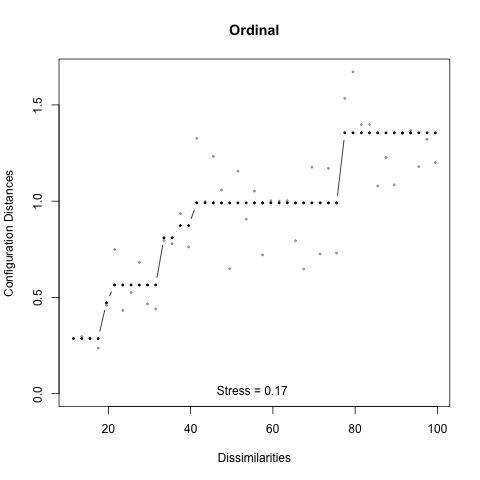 Ordinal
Configuration Distances
1.5
1.0
0.5
0.0
Stress = 0.17
20 40 60 80 100
Dissimilarities